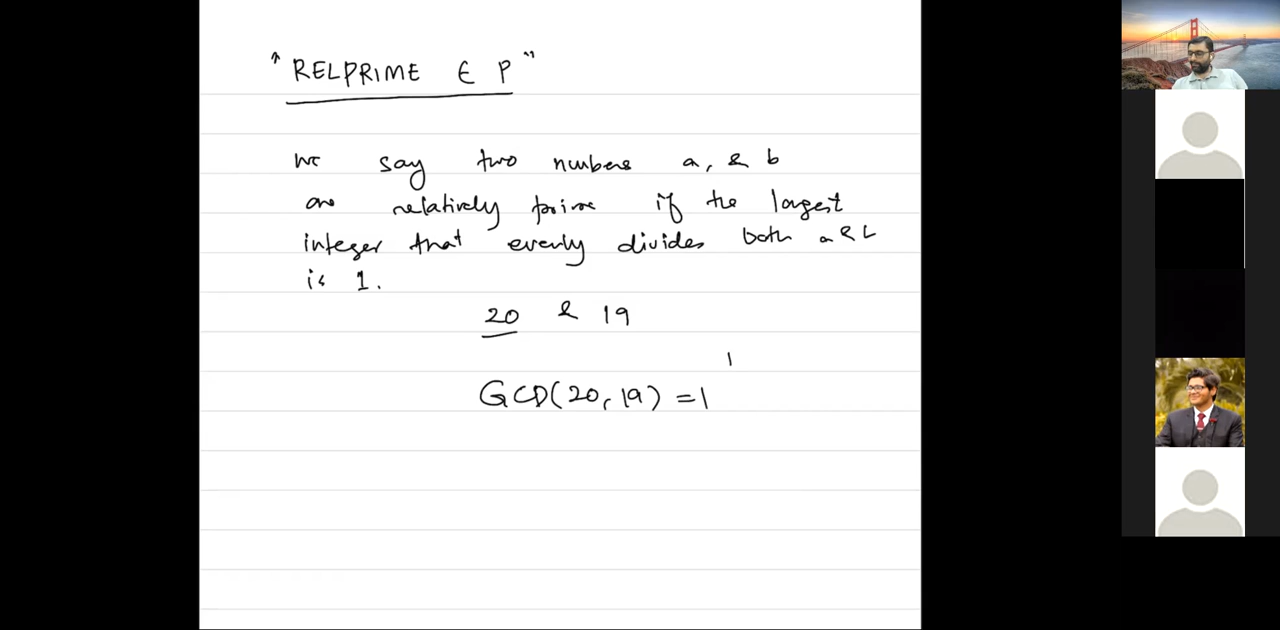 "RELPRIME ∈ P"
we say two numbers a, & b
are relatively prime if the largest
integer that evenly divides both a & b
is 1.
20 & 19
GCD(20, 19) = 1